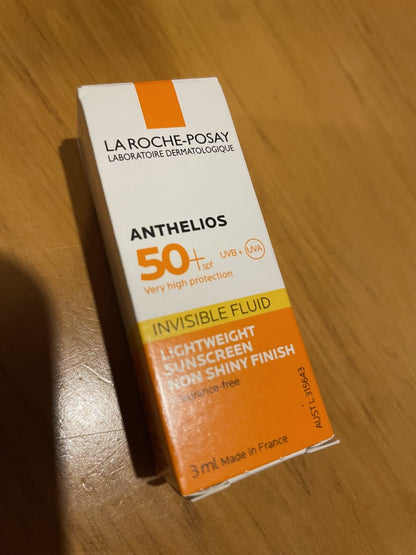 LA ROCHE-POSAY
LABORATOIRE DERMATOLOGIQUE
ANTHELIOS
50+ spf UVB + UVA
Very high protection
INVISIBLE FLUID
LIGHTWEIGHT
SUNSCREEN
NON SHINY FINISH
fragrance-free
AUST L 315643
3 ml Made in France